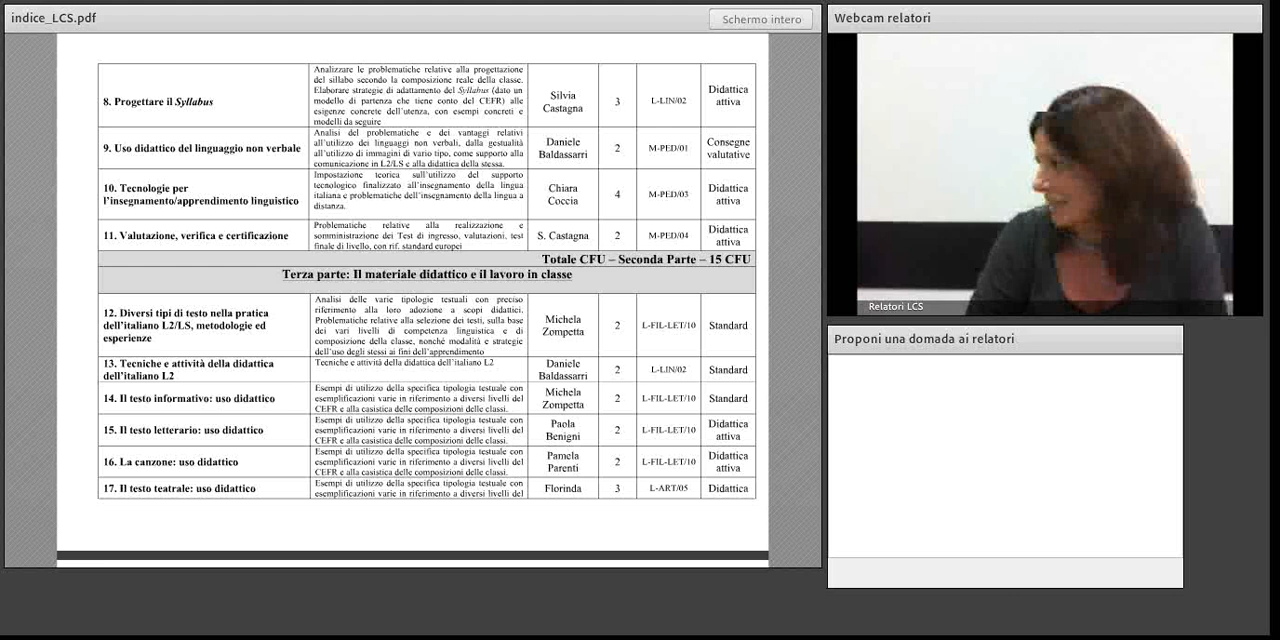 indice_LCS.pdf
Schermo intero
8. Progettare il Syllabus
Analizzare le problematiche relative alla progettazione
del sillabo secondo la composizione reale della classe.
Elaborare strategie di adattamento del Syllabus (dato un
modello di partenza che tiene conto del CEFR) alle
esigenze concrete dell'utenza, con esempi concreti e
modelli da seguire
Silvia
Castagna
3
L-LIN/02
Didattica
attiva
9. Uso didattico del linguaggio non verbale
Analisi del problematiche e dei vantaggi relativi
all'utilizzo dei linguaggi non verbali, dalla gestualità
all'utilizzo di immagini di vario tipo, come supporto alla
comunicazione in L2/LS e alla didattica della stessa.
Daniele
Baldassarri
2
M-PED/01
Consegne
valutative
10. Tecnologie per
l'insegnamento/apprendimento linguistico
Impostazione teorica sull'utilizzo del supporto
tecnologico finalizzato all'insegnamento della lingua
italiana e problematiche dell'insegnamento della lingua a
distanza.
Chiara
Coccia
4
M-PED/03
Didattica
attiva
11. Valutazione, verifica e certificazione
Problematiche relative alla realizzazione e
somministrazione dei Test di ingresso, valutazioni, test
finale di livello, con rif. standard europei
S. Castagna
2
M-PED/04
Didattica
attiva
Totale CFU – Seconda Parte – 15 CFU
Terza parte: Il materiale didattico e il lavoro in classe
12. Diversi tipi di testo nella pratica
dell'italiano L2/LS, metodologie ed
esperienze
Analisi delle varie tipologie testuali con preciso
riferimento alla loro adozione a scopi didattici.
Problematiche relative alla selezione dei testi, sulla base
dei vari livelli di competenza linguistica e di
composizione della classe, nonché modalità e strategie
dell'uso degli stessi ai fini dell'apprendimento
Michela
Zompetta
2
L-FIL-LET/10
Standard
13. Tecniche e attività della didattica
dell'italiano L2
Tecniche e attività della didattica dell'italiano L2
Daniele
Baldassarri
2
L-LIN/02
Standard
14. Il testo informativo: uso didattico
Esempi di utilizzo della specifica tipologia testuale con
esemplificazioni varie in riferimento a diversi livelli del
CEFR e alla casistica delle composizioni delle classi.
Michela
Zompetta
2
L-FIL-LET/10
Standard
15. Il testo letterario: uso didattico
Esempi di utilizzo della specifica tipologia testuale con
esemplificazioni varie in riferimento a diversi livelli del
CEFR e alla casistica delle composizioni delle classi.
Paola
Benigni
2
L-FIL-LET/10
Didattica
attiva
16. La canzone: uso didattico
Esempi di utilizzo della specifica tipologia testuale con
esemplificazioni varie in riferimento a diversi livelli del
CEFR e alla casistica delle composizioni delle classi.
Pamela
Parenti
2
L-FIL-LET/10
Didattica
attiva
17. Il testo teatrale: uso didattico
Esempi di utilizzo della specifica tipologia testuale con
esemplificazioni varie in riferimento a diversi livelli del
Florinda
3
L-ART/05
Didattica
Webcam relatori
Relatori LCS
Proponi una domada ai relatori